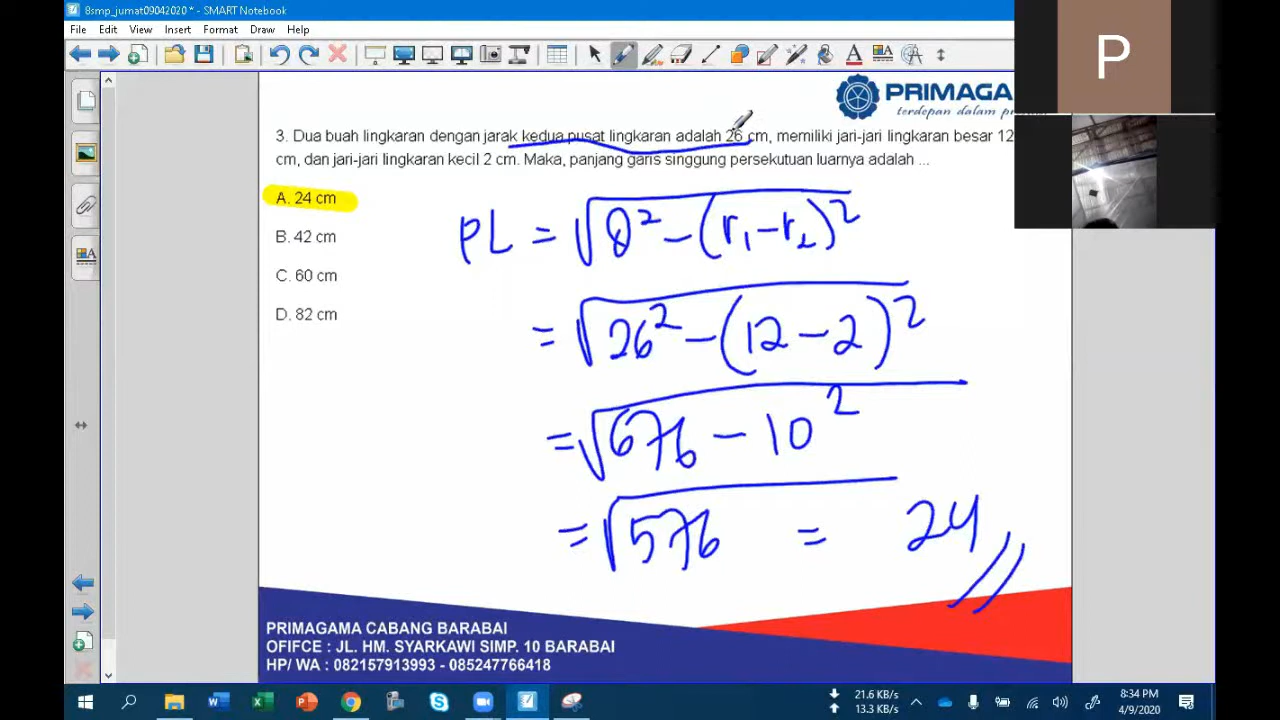 8smp_jumat09042020 * - SMART Notebook
File Edit View Insert Format Draw Help
PRIMAGA
terdepan dalam pr
P
3. Dua buah lingkaran dengan jarak kedua pusat lingkaran adalah 26 cm, memiliki jari-jari lingkaran besar 12
cm, dan jari-jari lingkaran kecil 2 cm. Maka, panjang garis singgung persekutuan luarnya adalah ...
A. 24 cm
B. 42 cm
C. 60 cm
D. 82 cm
PL = √8² - (r₁ - r₂)²
= √26² - (12 - 2)²
= √676 - 10²
= √576 = 24
PRIMAGAMA CABANG BARABAI
OFIFCE : JL. HM. SYARKAWI SIMP. 10 BARABAI
HP/ WA : 082157913993 - 085247766418
21.6 KB/s
13.3 KB/s
8:34 PM
4/9/2020